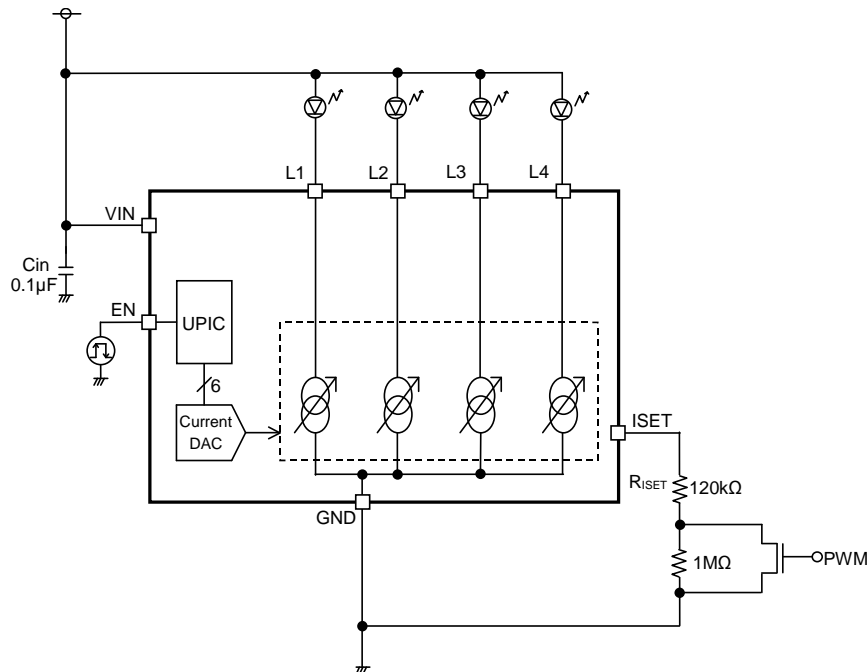 L1
L2
L3
L4
VIN
Cin
0.1µF
EN
UPIC
6
Current
DAC
ISET
RISET
120kΩ
GND
1MΩ
PWM